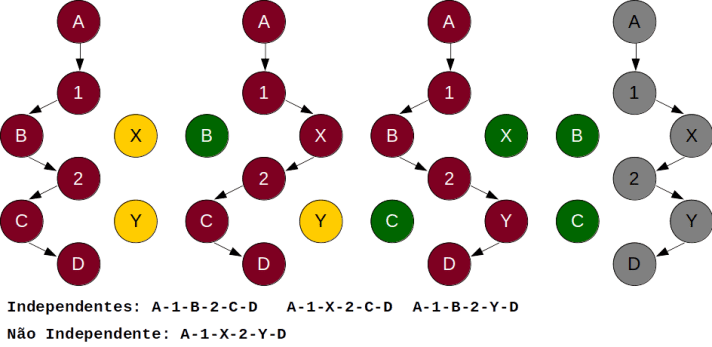 A A A A
1 1 1 1
B X B X B X B X
2 2 2 2
C Y C Y C Y C Y
D D D D
Independentes: A-1-B-2-C-D A-1-X-2-C-D A-1-B-2-Y-D
Não Independente: A-1-X-2-Y-D